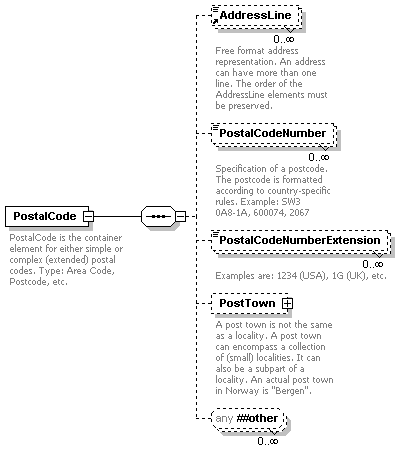 AddressLine
0..∞
Free format address
representation. An address
can have more than one
line. The order of the
AddressLine elements must
be preserved.
PostalCodeNumber
0..∞
Specification of a postcode.
The postcode is formatted
according to country-specific
rules. Example: SW3
0A8-1A, 600074, 2067
PostalCode
PostalCode is the container
element for either simple or
complex (extended) postal
codes. Type: Area Code,
Postcode, etc.
PostalCodeNumberExtension
0..∞
Examples are: 1234 (USA), 1G (UK), etc.
PostTown
A post town is not the same
as a locality. A post town
can encompass a collection
of (small) localities. It can
also be a subpart of a
locality. An actual post town
in Norway is "Bergen".
any ##other
0..∞